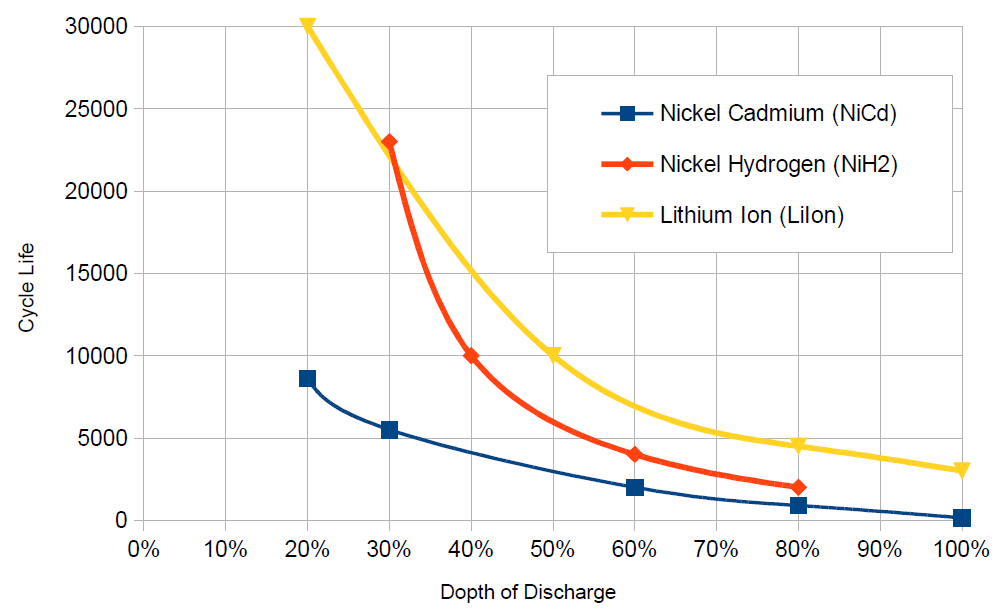 30000
25000
20000
15000
10000
5000
0
Cycle Life
Nickel Cadmium (NiCd)
Nickel Hydrogen (NiH2)
Lithium Ion (LiIon)
0% 10% 20% 30% 40% 50% 60% 70% 80% 90% 100%
Dopth of Discharge